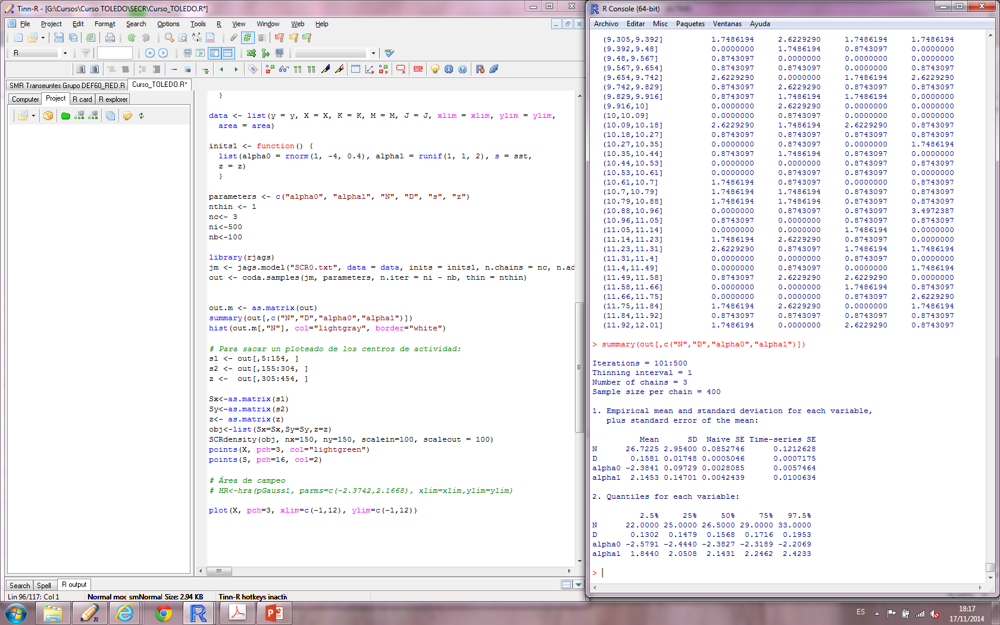 Tinn-R - [G:\Cursos\Curso TOLEDO\SECR\Curso_TOLEDO.R*]
File Project Edit Format Search Options Tools R View Window Web Help
R
SMR Transeuntes Grupo DEF60_RED.R Curso_TOLEDO.R*
Computer Project R card R explorer
}
data <- list(y = y, X = X, K = K, M = M, J = J, xlim = xlim, ylim = ylim,
area = area)
inits1 <- function() {
list(alpha0 = rnorm(1, -4, 0.4), alpha1 = runif(1, 1, 2), s = sst,
z = z)
}
parameters <- c("alpha0", "alpha1", "N", "D", "s", "z")
nthin <- 1
nc<- 3
ni<-500
nb<-100
library(rjags)
jm <- jags.model("SCR0.txt", data = data, inits = inits1, n.chains = nc, n.ad
out <- coda.samples(jm, parameters, n.iter = ni - nb, thin = nthin)
out.m <- as.matrix(out)
summary(out[,c("N","D","alpha0","alpha1")])
hist(out.m[,"N"], col="lightgray", border="white")
# Para sacar un ploteado de los centros de actividad:
s1 <- out[,5:154, ]
s2 <- out[,155:304, ]
z <-  out[,305:454, ]
Sx<-as.matrix(s1)
Sy<-as.matrix(s2)
z<- as.matrix(z)
obj<-list(Sx=Sx,Sy=Sy,z=z)
SCRdensity(obj, nx=150, ny=150, scalein=100, scaleout = 100)
points(X, pch=3, col="lightgreen")
points(S, pch=16, col=2)
# Área de campeo
# HR<-hra(pGauss1, parms=c(-2.3742,2.1668), xlim=xlim,ylim=ylim)
plot(X, pch=3, xlim=c(-1,12), ylim=c(-1,12))
Search Spell R output
Lin 96/117: Col 1 Normal moc smNormal Size: 2.94 KB Tinn-R hotkeys inactiv
R Console (64-bit)
Archivo Editar Misc Paquetes Ventanas Ayuda
(9.305,9.392] 1.7486194 2.6229290 1.7486194 1.7486194
(9.392,9.48] 0.0000000 1.7486194 0.8743097 0.0000000
(9.48,9.567] 0.8743097 0.0000000 0.0000000 0.0000000
(9.567,9.654] 0.8743097 0.8743097 0.0000000 0.8743097
(9.654,9.742] 2.6229290 0.0000000 1.7486194 2.6229290
(9.742,9.829] 0.8743097 2.6229290 0.8743097 0.8743097
(9.829,9.916] 0.8743097 1.7486194 1.7486194 0.0000000
(9.916,10] 0.0000000 2.6229290 0.0000000 0.0000000
(10,10.09] 0.0000000 0.8743097 0.0000000 0.0000000
(10.09,10.18] 2.6229290 1.7486194 2.6229290 0.8743097
(10.18,10.27] 0.8743097 0.8743097 0.8743097 0.0000000
(10.27,10.35] 0.0000000 0.8743097 0.0000000 1.7486194
(10.35,10.44] 0.8743097 1.7486194 0.8743097 0.0000000
(10.44,10.53] 0.0000000 0.0000000 0.8743097 0.0000000
(10.53,10.61] 0.0000000 0.8743097 0.8743097 0.0000000
(10.61,10.7] 1.7486194 0.8743097 0.0000000 0.8743097
(10.7,10.79] 1.7486194 1.7486194 0.8743097 0.8743097
(10.79,10.88] 1.7486194 1.7486194 0.8743097 0.8743097
(10.88,10.96] 0.0000000 0.8743097 0.8743097 3.4972387
(10.96,11.05] 0.8743097 0.0000000 0.8743097 0.8743097
(11.05,11.14] 0.0000000 0.0000000 1.7486194 0.0000000
(11.14,11.23] 1.7486194 2.6229290 0.8743097 0.0000000
(11.23,11.31] 2.6229290 0.8743097 1.7486194 1.7486194
(11.31,11.4] 0.0000000 0.0000000 0.8743097 0.0000000
(11.4,11.49] 0.0000000 0.0000000 0.0000000 1.7486194
(11.49,11.58] 0.8743097 2.6229290 2.6229290 0.0000000
(11.58,11.66] 0.0000000 0.0000000 1.7486194 0.8743097
(11.66,11.75] 0.0000000 0.0000000 0.8743097 2.6229290
(11.75,11.84] 1.7486194 2.6229290 0.0000000 1.7486194
(11.84,11.92] 0.8743097 0.8743097 0.8743097 0.8743097
(11.92,12.01] 1.7486194 0.0000000 2.6229290 0.8743097
> summary(out[,c("N","D","alpha0","alpha1")])
Iterations = 101:500
Thinning interval = 1
Number of chains = 3
Sample size per chain = 400
1. Empirical mean and standard deviation for each variable,
plus standard error of the mean:
Mean SD Naive SE Time-series SE
N 26.7225 2.95400 0.0852746 0.1212628
D 0.1581 0.01748 0.0005046 0.0007175
alpha0 -2.3841 0.09729 0.0028085 0.0057464
alpha1 2.1453 0.14701 0.0042439 0.0100634
2. Quantiles for each variable:
2.5% 25% 50% 75% 97.5%
N 22.0000 25.0000 26.5000 29.0000 33.0000
D 0.1302 0.1479 0.1568 0.1716 0.1953
alpha0 -2.5791 -2.4440 -2.3827 -2.3189 -2.2069
alpha1 1.8440 2.0508 2.1431 2.2462 2.4233
>
ES 18:17
17/11/2014